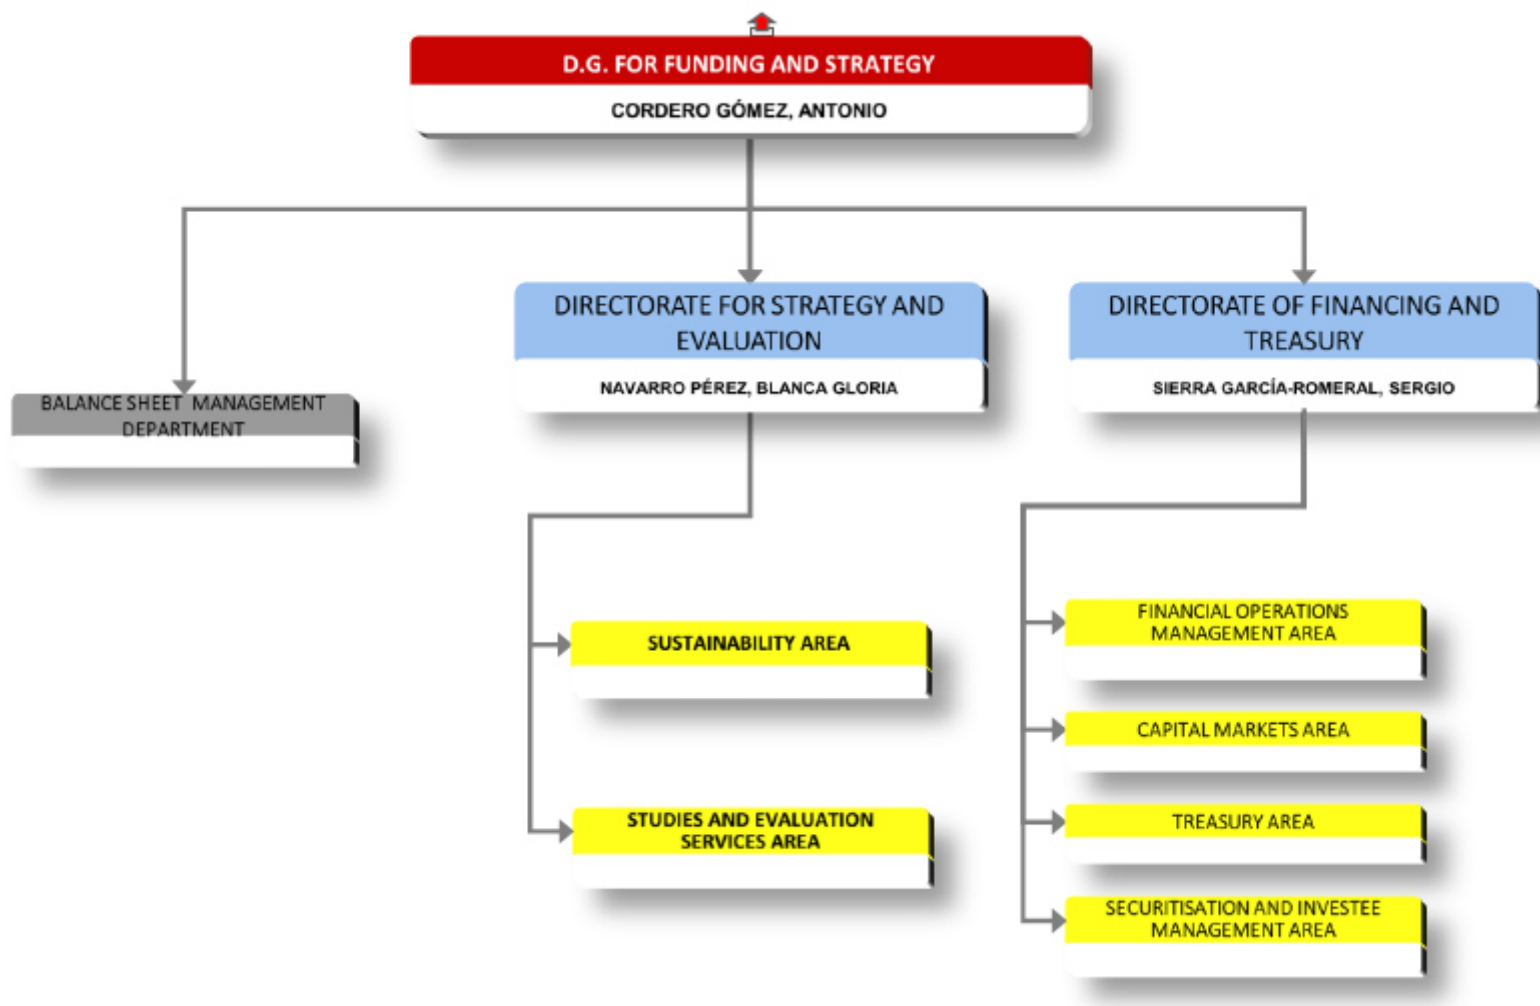 D.G. FOR FUNDING AND STRATEGY
CORDERO GÓMEZ, ANTONIO
BALANCE SHEET MANAGEMENT
DEPARTMENT
DIRECTORATE FOR STRATEGY AND
EVALUATION
NAVARRO PÉREZ, BLANCA GLORIA
DIRECTORATE OF FINANCING AND
TREASURY
SIERRA GARCÍA-ROMERAL, SERGIO
SUSTAINABILITY AREA
STUDIES AND EVALUATION
SERVICES AREA
FINANCIAL OPERATIONS
MANAGEMENT AREA
CAPITAL MARKETS AREA
TREASURY AREA
SECURITISATION AND INVESTEE
MANAGEMENT AREA